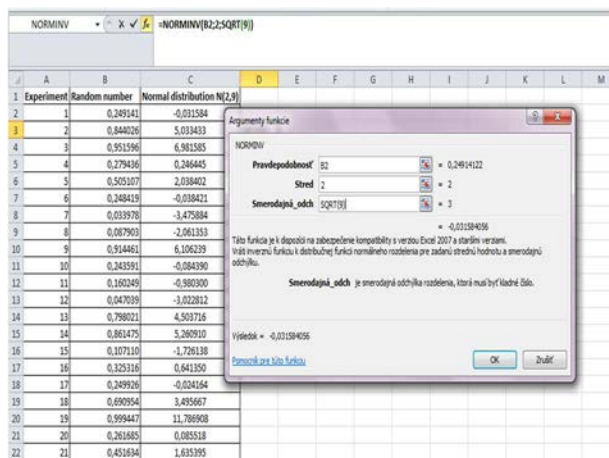 NORMINV =NORMINV(B2;2;SQRT(9))
A B C D E F G H I J K L M
1 Experiment Random number Normal distribution N(2,9)
2 1 0,249141 -0,031584
3 2 0,844026 5,033433
4 3 0,951596 6,981585
5 4 0,279436 0,246445
6 5 0,505107 2,038402
7 6 0,248419 -0,038421
8 7 0,033978 -3,475884
9 8 0,087903 -2,061353
10 9 0,914461 6,106239
11 10 0,243591 -0,084390
12 11 0,160249 -0,980300
13 12 0,047039 -3,022812
14 13 0,798021 4,503716
15 14 0,861475 5,260910
16 15 0,107110 -1,726138
17 16 0,325316 0,641350
18 17 0,249926 -0,024164
19 18 0,690954 3,495667
20 19 0,999447 11,786908
21 20 0,261685 0,085518
22 21 0,451634 1,635395
Argumenty funkcie
NORMINV
Pravdepodobnosť B2 = 0,24914122
Stred 2 = 2
Smerodajná_odch SQRT(9) = 3
= -0,031584056
Táto funkcia je k dispozícii na zabezpečenie kompatibility s verziou Excel 2007 a staršími verziami.
Vráti inverznú funkciu k distribučnej funkcii normálneho rozdelenia pre zadanú strednú hodnotu a smerodajnú
odchýlku.
Smerodajná_odch je smerodajná odchýlka rozdelenia, ktorá musí byť kladné číslo.
Výsledok = -0,031584056
Pomocník pre túto funkciu
OK Zrušiť